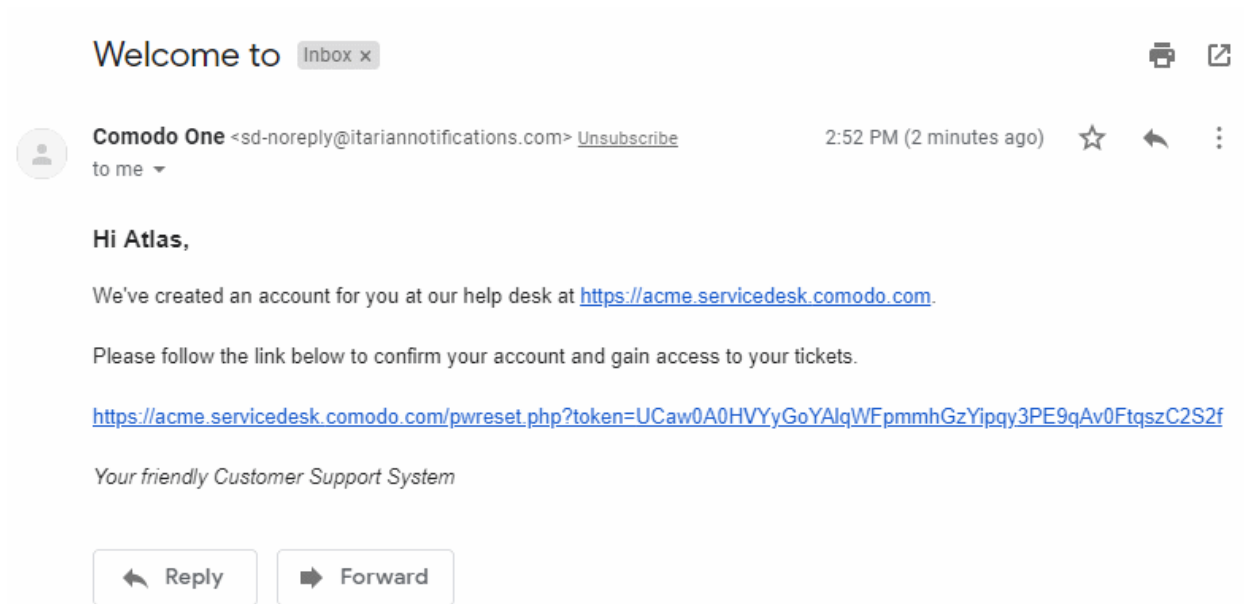 Welcome to Inbox x
Comodo One <sd-noreply@itariannotifications.com> Unsubscribe 2:52 PM (2 minutes ago)
to me
Hi Atlas,
We've created an account for you at our help desk at https://acme.servicedesk.comodo.com.
Please follow the link below to confirm your account and gain access to your tickets.
https://acme.servicedesk.comodo.com/pwreset.php?token=UCaw0A0HVYyGoYAlqWFpmmhGzYipqy3PE9qAv0FtqszC2S2f
Your friendly Customer Support System
Reply Forward